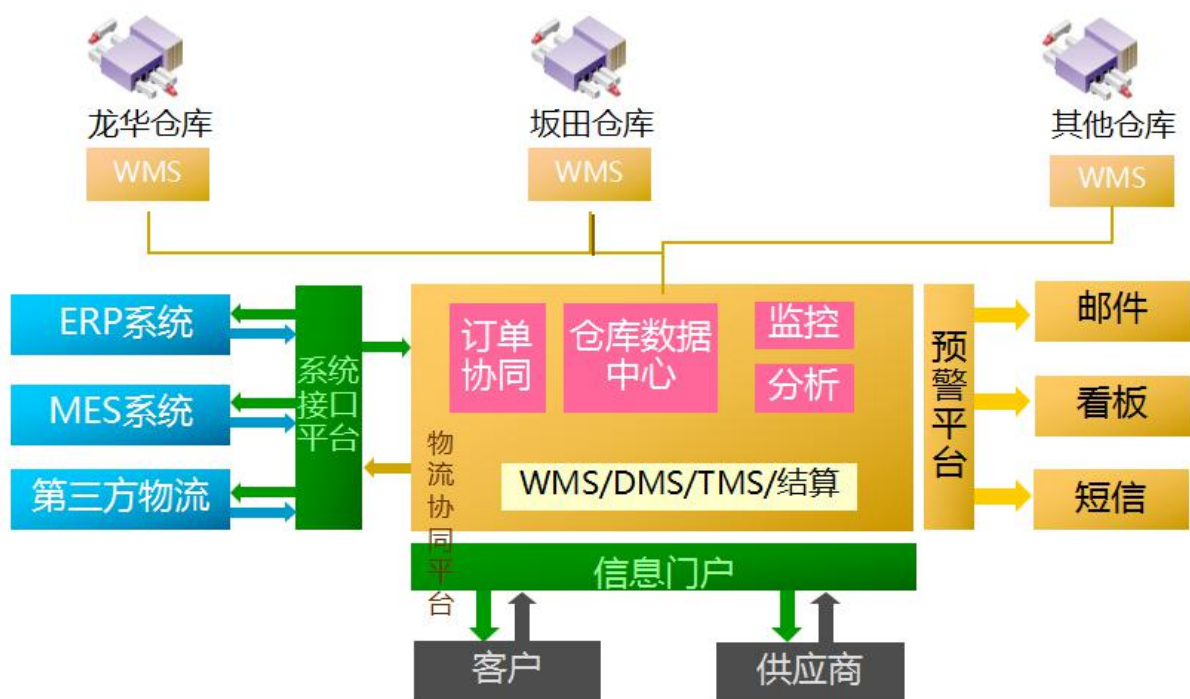 龙华仓库
坂田仓库
其他仓库
WMS
WMS
WMS
ERP系统
MES系统
第三方物流
系统
接口
平台
订单
协同
仓库数据
中心
监控
分析
WMS/DMS/TMS/结算
物流协同平台
预警平台
邮件
看板
短信
信息门户
客户
供应商